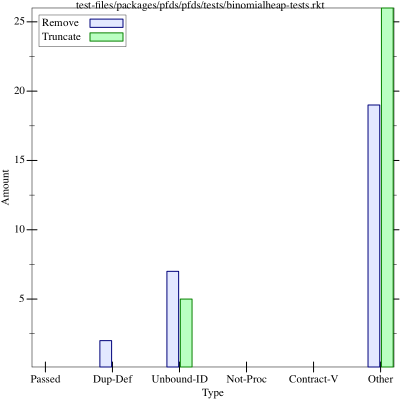 test-files/packages/pfds/pfds/tests/binomialheap-tests.rkt
Remove
Truncate
25
20
15
10
5
Amount
Passed Dup-Def Unbound-ID Not-Proc Contract-V Other
Type